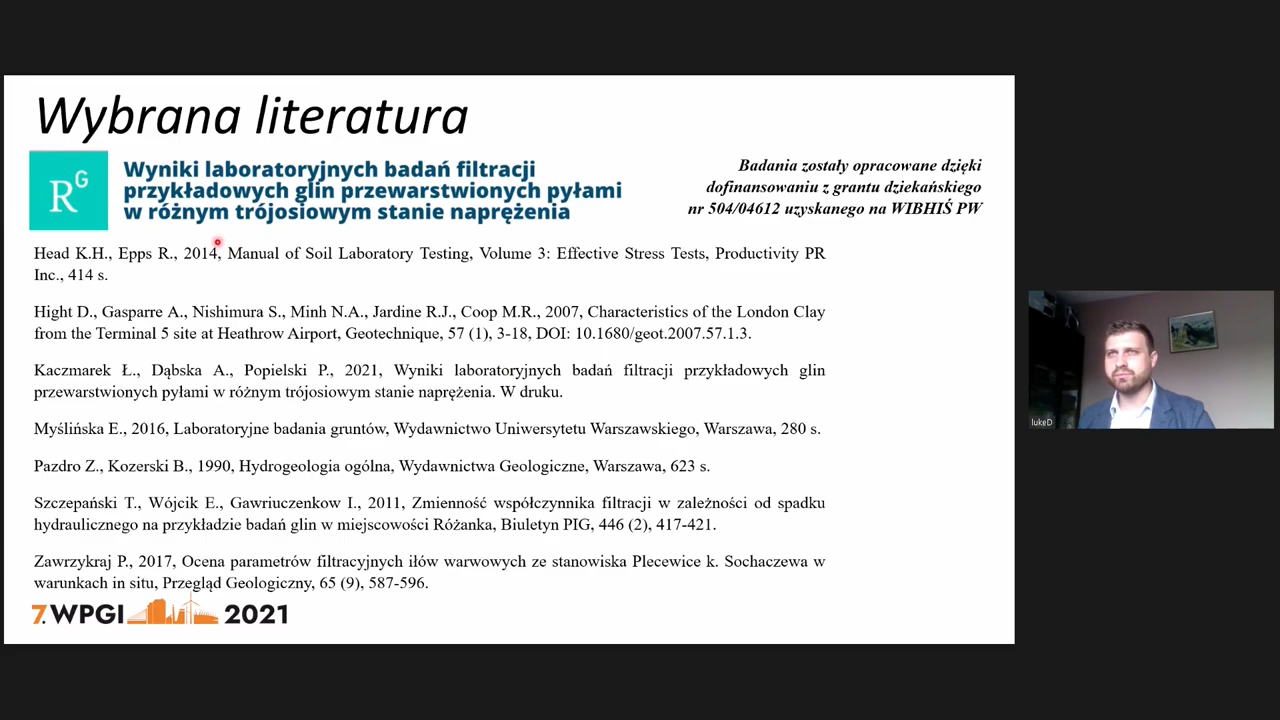 Wybrana literatura
RG
Wyniki laboratoryjnych badań filtracji
przykładowych glin przewarstwionych pyłami
w różnym trójosiowym stanie naprężenia
Badania zostały opracowane dzięki
dofinansowaniu z grantu dziekańskiego
nr 504/04612 uzyskanego na WIBHIŚ PW
Head K.H., Epps R., 2014, Manual of Soil Laboratory Testing, Volume 3: Effective Stress Tests, Productivity PR
Inc., 414 s.
Hight D., Gasparre A., Nishimura S., Minh N.A., Jardine R.J., Coop M.R., 2007, Characteristics of the London Clay
from the Terminal 5 site at Heathrow Airport, Geotechnique, 57 (1), 3-18, DOI: 10.1680/geot.2007.57.1.3.
Kaczmarek Ł., Dąbska A., Popielski P., 2021, Wyniki laboratoryjnych badań filtracji przykładowych glin
przewarstwionych pyłami w różnym trójosiowym stanie naprężenia. W druku.
Myślińska E., 2016, Laboratoryjne badania gruntów, Wydawnictwo Uniwersytetu Warszawskiego, Warszawa, 280 s.
Pazdro Z., Kozerski B., 1990, Hydrogeologia ogólna, Wydawnictwa Geologiczne, Warszawa, 623 s.
Szczepański T., Wójcik E., Gawriuczenkow I., 2011, Zmienność współczynnika filtracji w zależności od spadku
hydraulicznego na przykładzie badań glin w miejscowości Różanka, Biuletyn PIG, 446 (2), 417-421.
Zawrzykraj P., 2017, Ocena parametrów filtracyjnych iłów warwowych ze stanowiska Plecewice k. Sochaczewa w
warunkach in situ, Przegląd Geologiczny, 65 (9), 587-596.
7. WPGI 2021
lukeD